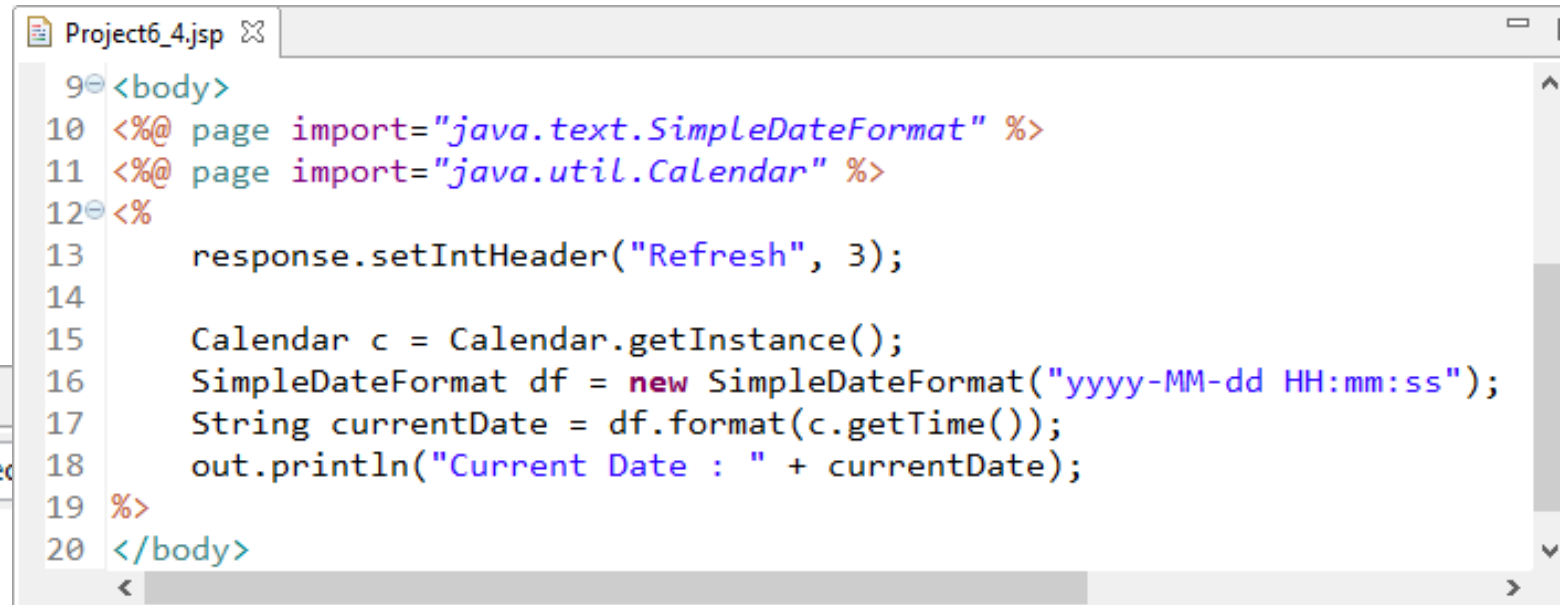 Project6_4.jsp
9 <body>
10 <%@ page import="java.text.SimpleDateFormat" %>
11 <%@ page import="java.util.Calendar" %>
12 <%
13     response.setIntHeader("Refresh", 3);
14
15     Calendar c = Calendar.getInstance();
16     SimpleDateFormat df = new SimpleDateFormat("yyyy-MM-dd HH:mm:ss");
17     String currentDate = df.format(c.getTime());
18     out.println("Current Date : " + currentDate);
19 %>
20 </body>